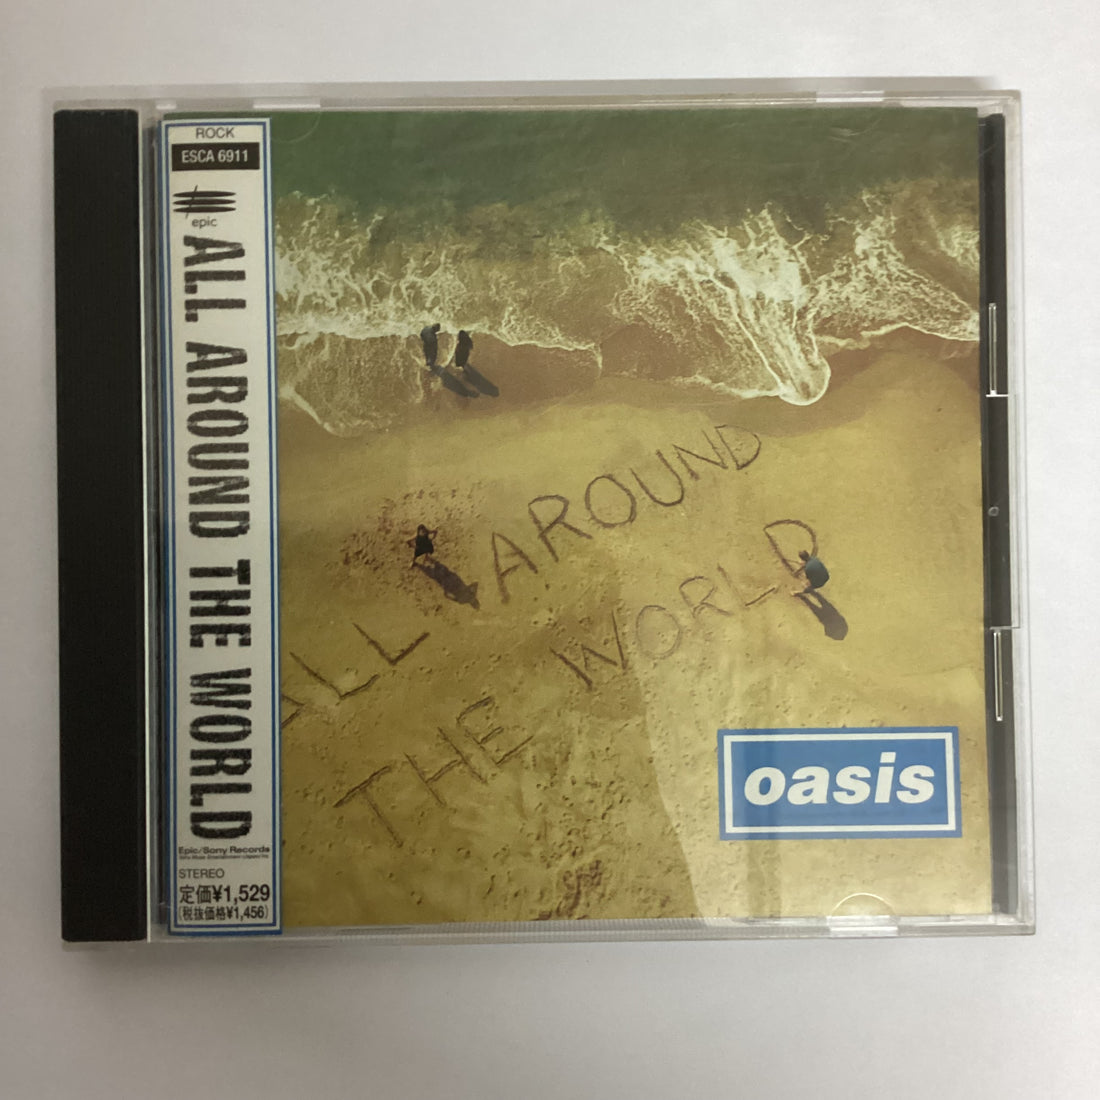 ROCK
ESCA 6911
epic
ALL AROUND THE WORLD
Epic/Sony Records
STEREO
定価¥1,529
(税抜価格¥1,456)
ALL AROUND
THE WORLD
oasis